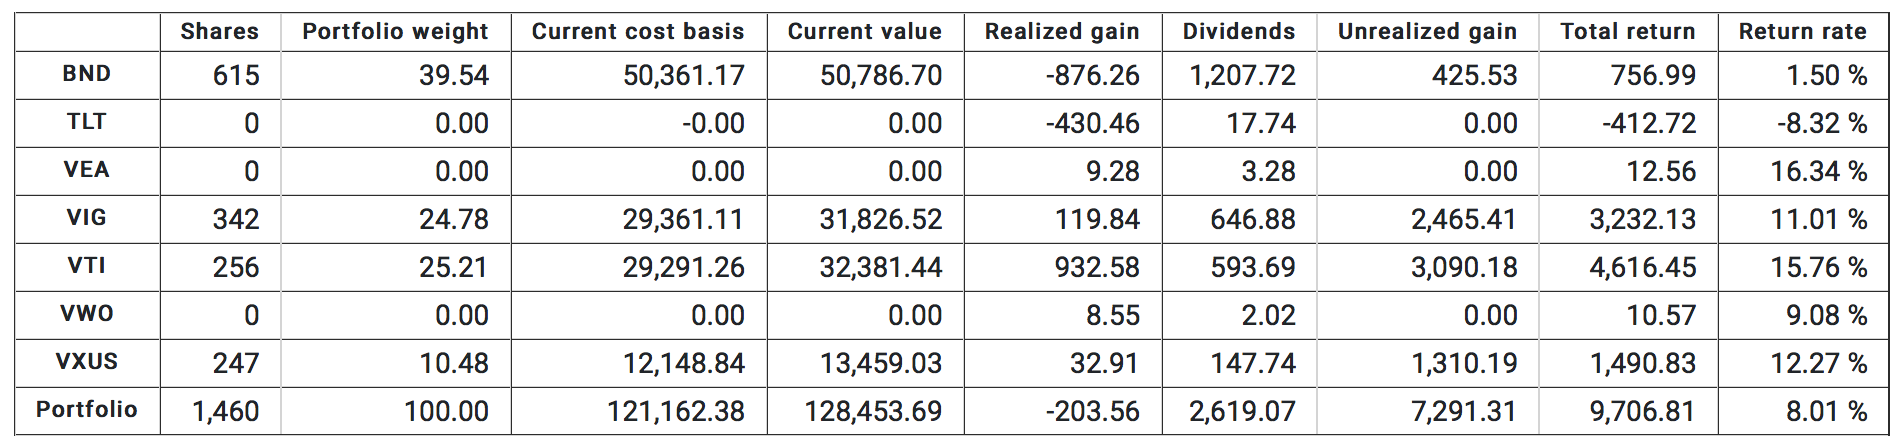 Shares Portfolio weight Current cost basis Current value Realized gain Dividends Unrealized gain Total return Return rate
BND 615 39.54 50,361.17 50,786.70 -876.26 1,207.72 425.53 756.99 1.50 %
TLT 0 0.00 -0.00 0.00 -430.46 17.74 0.00 -412.72 -8.32 %
VEA 0 0.00 0.00 0.00 9.28 3.28 0.00 12.56 16.34 %
VIG 342 24.78 29,361.11 31,826.52 119.84 646.88 2,465.41 3,232.13 11.01 %
VTI 256 25.21 29,291.26 32,381.44 932.58 593.69 3,090.18 4,616.45 15.76 %
VWO 0 0.00 0.00 0.00 8.55 2.02 0.00 10.57 9.08 %
VXUS 247 10.48 12,148.84 13,459.03 32.91 147.74 1,310.19 1,490.83 12.27 %
Portfolio 1,460 100.00 121,162.38 128,453.69 -203.56 2,619.07 7,291.31 9,706.81 8.01 %